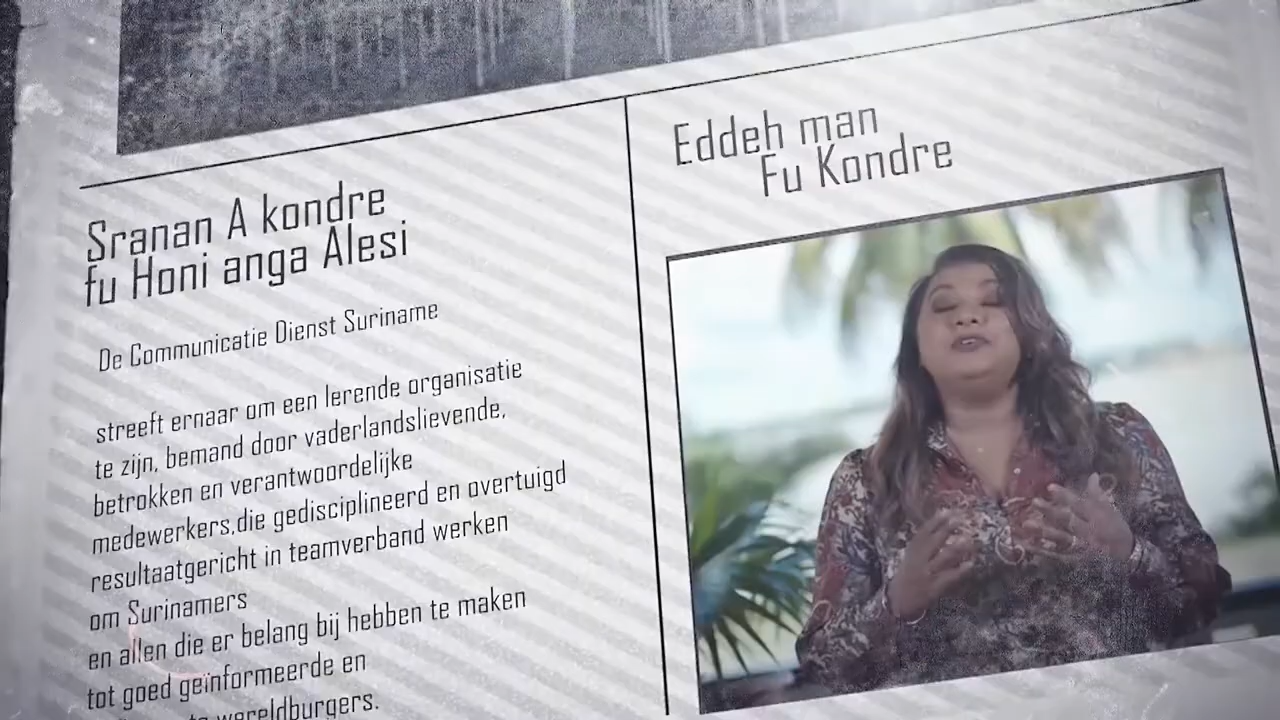 Sranan A kondre
fu Honi anga Alesi
De Communicatie Dienst Suriname
streeft ernaar om een lerende organisatie
te zijn, bemand door vaderlandslievende,
betrokken en verantwoordelijke
medewerkers,die gedisciplineerd en overtuigd
resultaatgericht in teamverband werken
om Surinamers
en allen die er belang bij hebben te maken
tot goed geïnformeerde en
wereldburgers.
Eddeh man
Fu Kondre